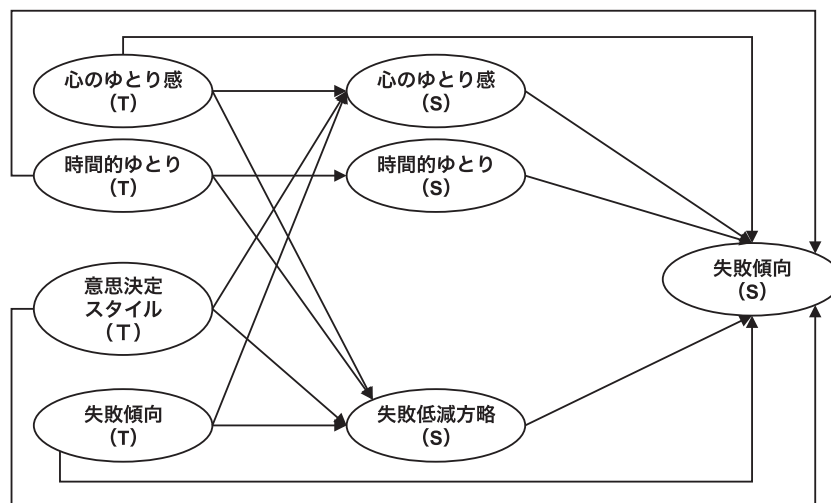 心のゆとり感
（T）
心のゆとり感
（S）
時間的ゆとり
（T）
時間的ゆとり
（S）
失敗傾向
（S）
意思決定
スタイル
（T）
失敗傾向
（T）
失敗低減方略
（S）